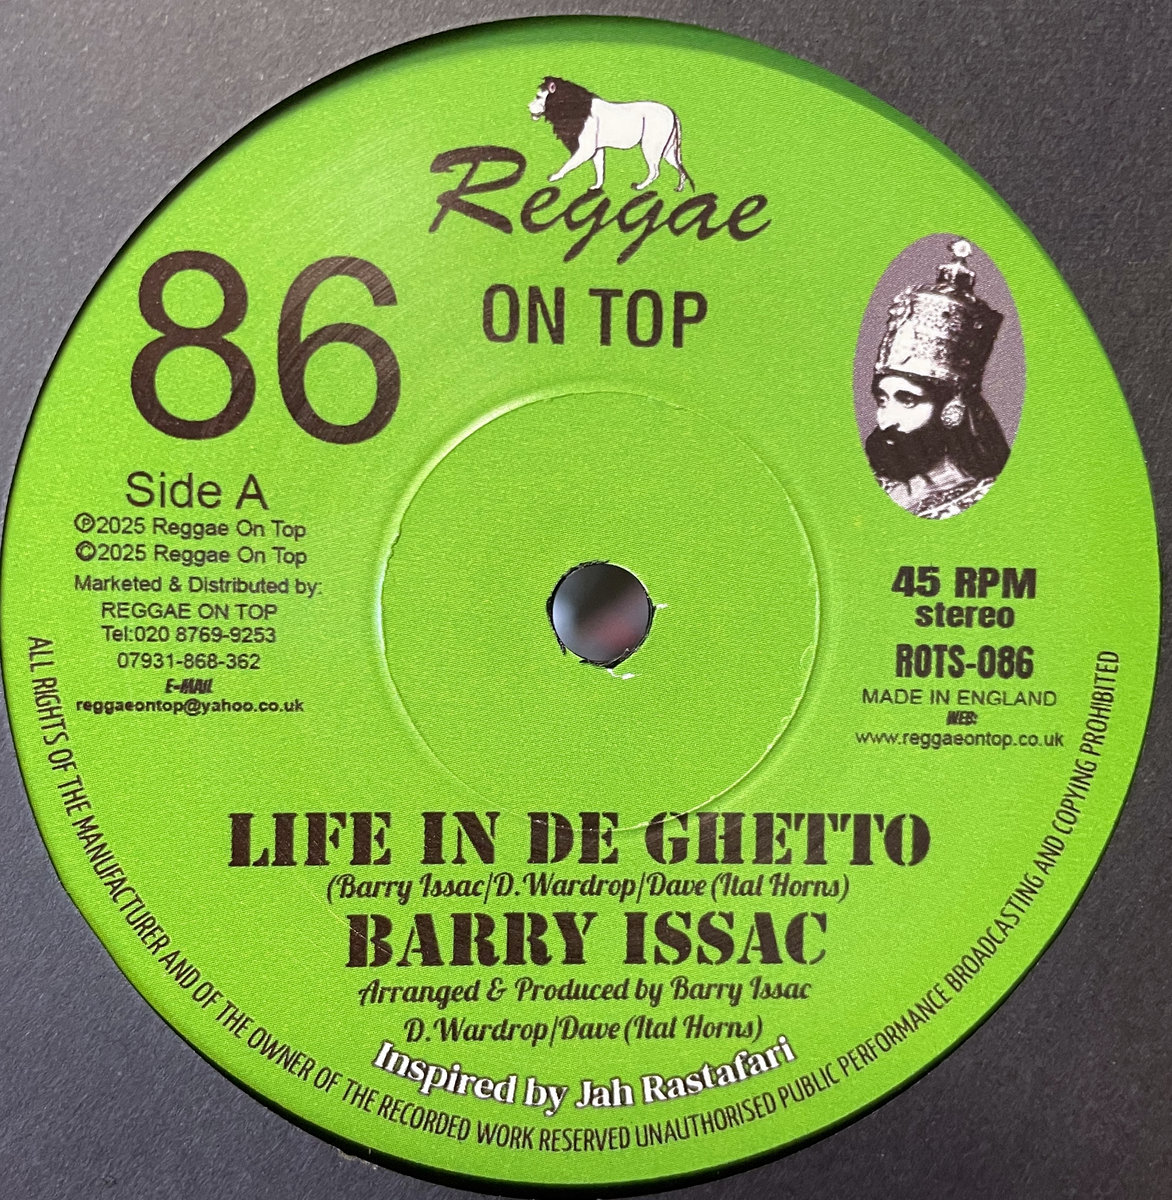 Reggae
ON TOP
86
Side A
℗2025 Reggae On Top
©2025 Reggae On Top
Marketed & Distributed by:
REGGAE ON TOP
Tel:020 8769-9253
07931-868-362
E-MAIL
reggaeontop@yahoo.co.uk
45 RPM
stereo
ROTS-086
MADE IN ENGLAND
WEB:
www.reggaeontop.co.uk
LIFE IN DE GHETTO
(Barry Issac/D.Wardrop/Dave (Ital Horns)
BARRY ISSAC
Arranged & Produced by Barry Issac
D.Wardrop/Dave (Ital Horns)
Inspired by Jah Rastafari
ALL RIGHTS OF THE MANUFACTURER AND OF THE OWNER OF THE RECORDED WORK RESERVED UNAUTHORISED PUBLIC PERFORMANCE BROADCASTING AND COPYING PROHIBITED